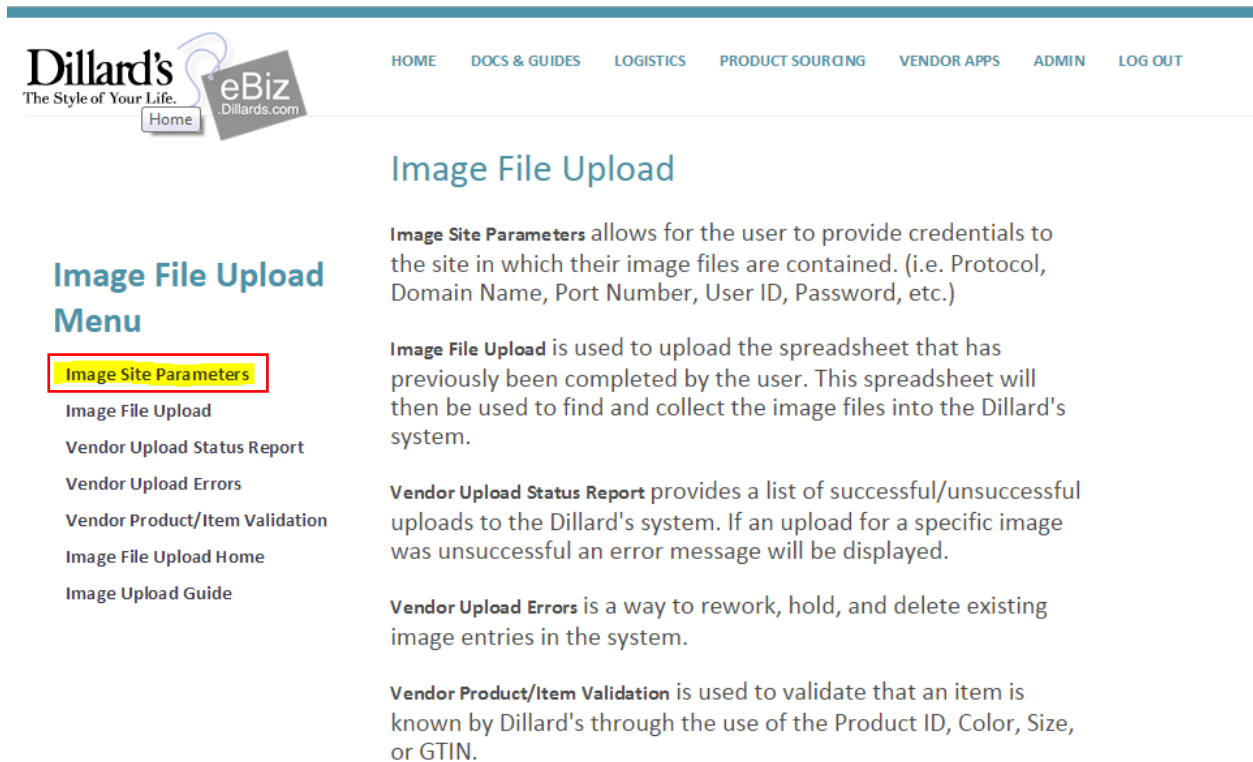 Dillard's
The Style of Your Life.
eBiz
.Dillards.com
Home
HOME DOCS & GUIDES LOGISTICS PRODUCT SOURCING VENDOR APPS ADMIN LOG OUT
Image File Upload Menu
Image Site Parameters
Image File Upload
Vendor Upload Status Report
Vendor Upload Errors
Vendor Product/Item Validation
Image File Upload Home
Image Upload Guide
Image File Upload
Image Site Parameters allows for the user to provide credentials to
the site in which their image files are contained. (i.e. Protocol,
Domain Name, Port Number, User ID, Password, etc.)
Image File Upload is used to upload the spreadsheet that has
previously been completed by the user. This spreadsheet will
then be used to find and collect the image files into the Dillard's
system.
Vendor Upload Status Report provides a list of successful/unsuccessful
uploads to the Dillard's system. If an upload for a specific image
was unsuccessful an error message will be displayed.
Vendor Upload Errors is a way to rework, hold, and delete existing
image entries in the system.
Vendor Product/Item Validation is used to validate that an item is
known by Dillard's through the use of the Product ID, Color, Size,
or GTIN.